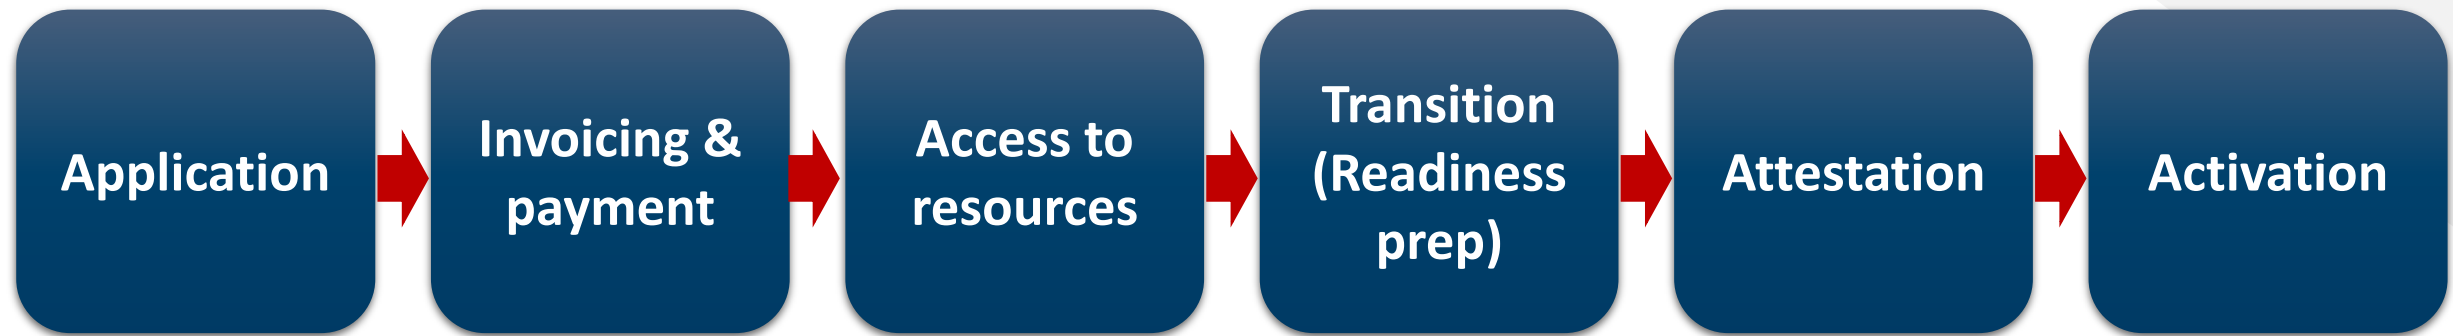 Application
Invoicing &
payment
Access to
resources
Transition
(Readiness
prep)
Attestation
Activation